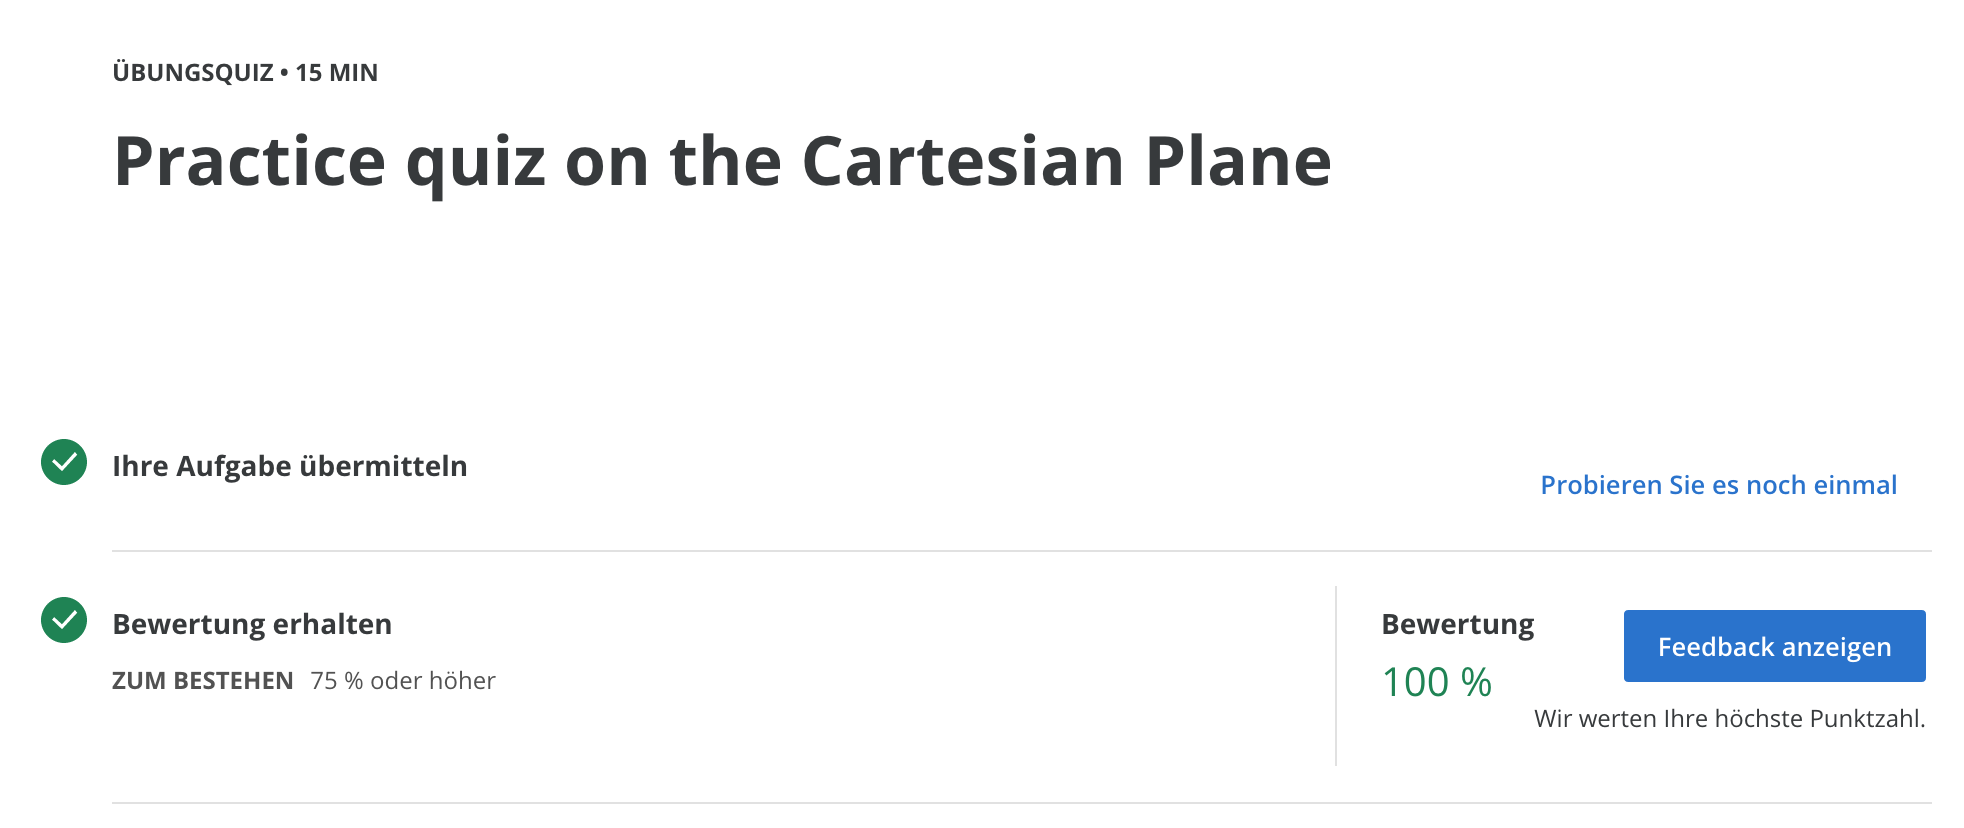 ÜBUNGSQUIZ • 15 MIN
Practice quiz on the Cartesian Plane
Ihre Aufgabe übermitteln
Probieren Sie es noch einmal
Bewertung erhalten
ZUM BESTEHEN 75 % oder höher
Bewertung
100 %
Feedback anzeigen
Wir werten Ihre höchste Punktzahl.